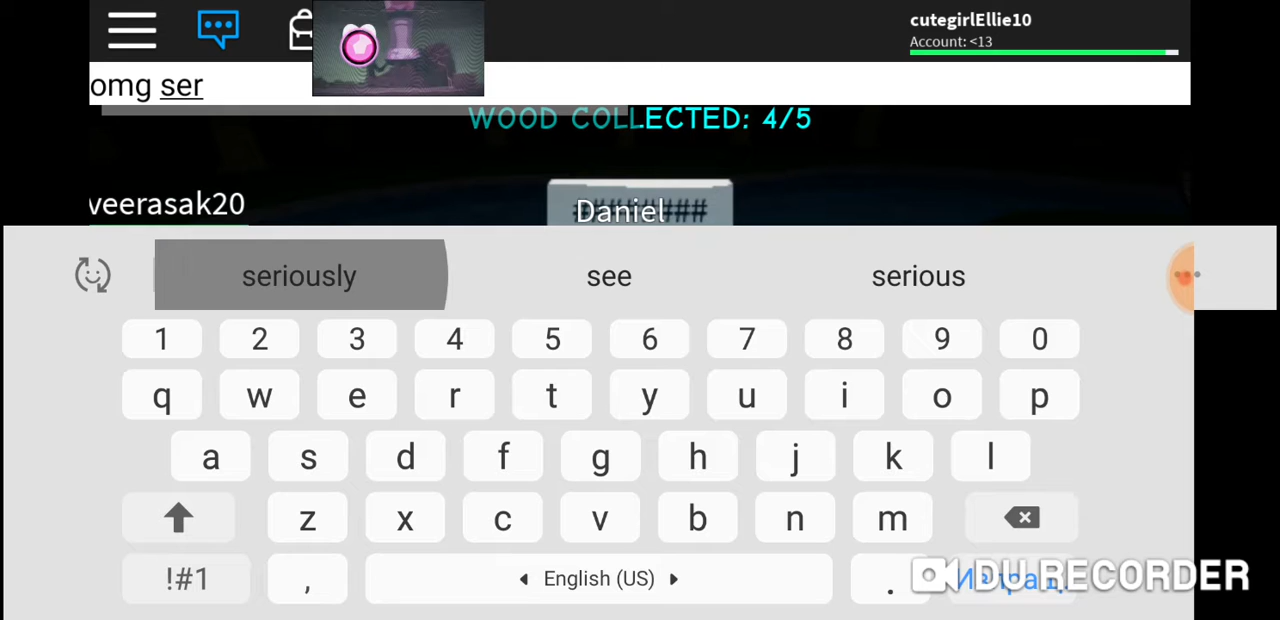 cutegirlEllie10
Account: <13
omg ser
WOOD COLLECTED: 4/5
veerasak20
########
Daniel
seriously see serious
1 2 3 4 5 6 7 8 9 0
q w e r t y u i o p
a s d f g h j k l
z x c v b n m
!#1 , English (US) .
DU RECORDER